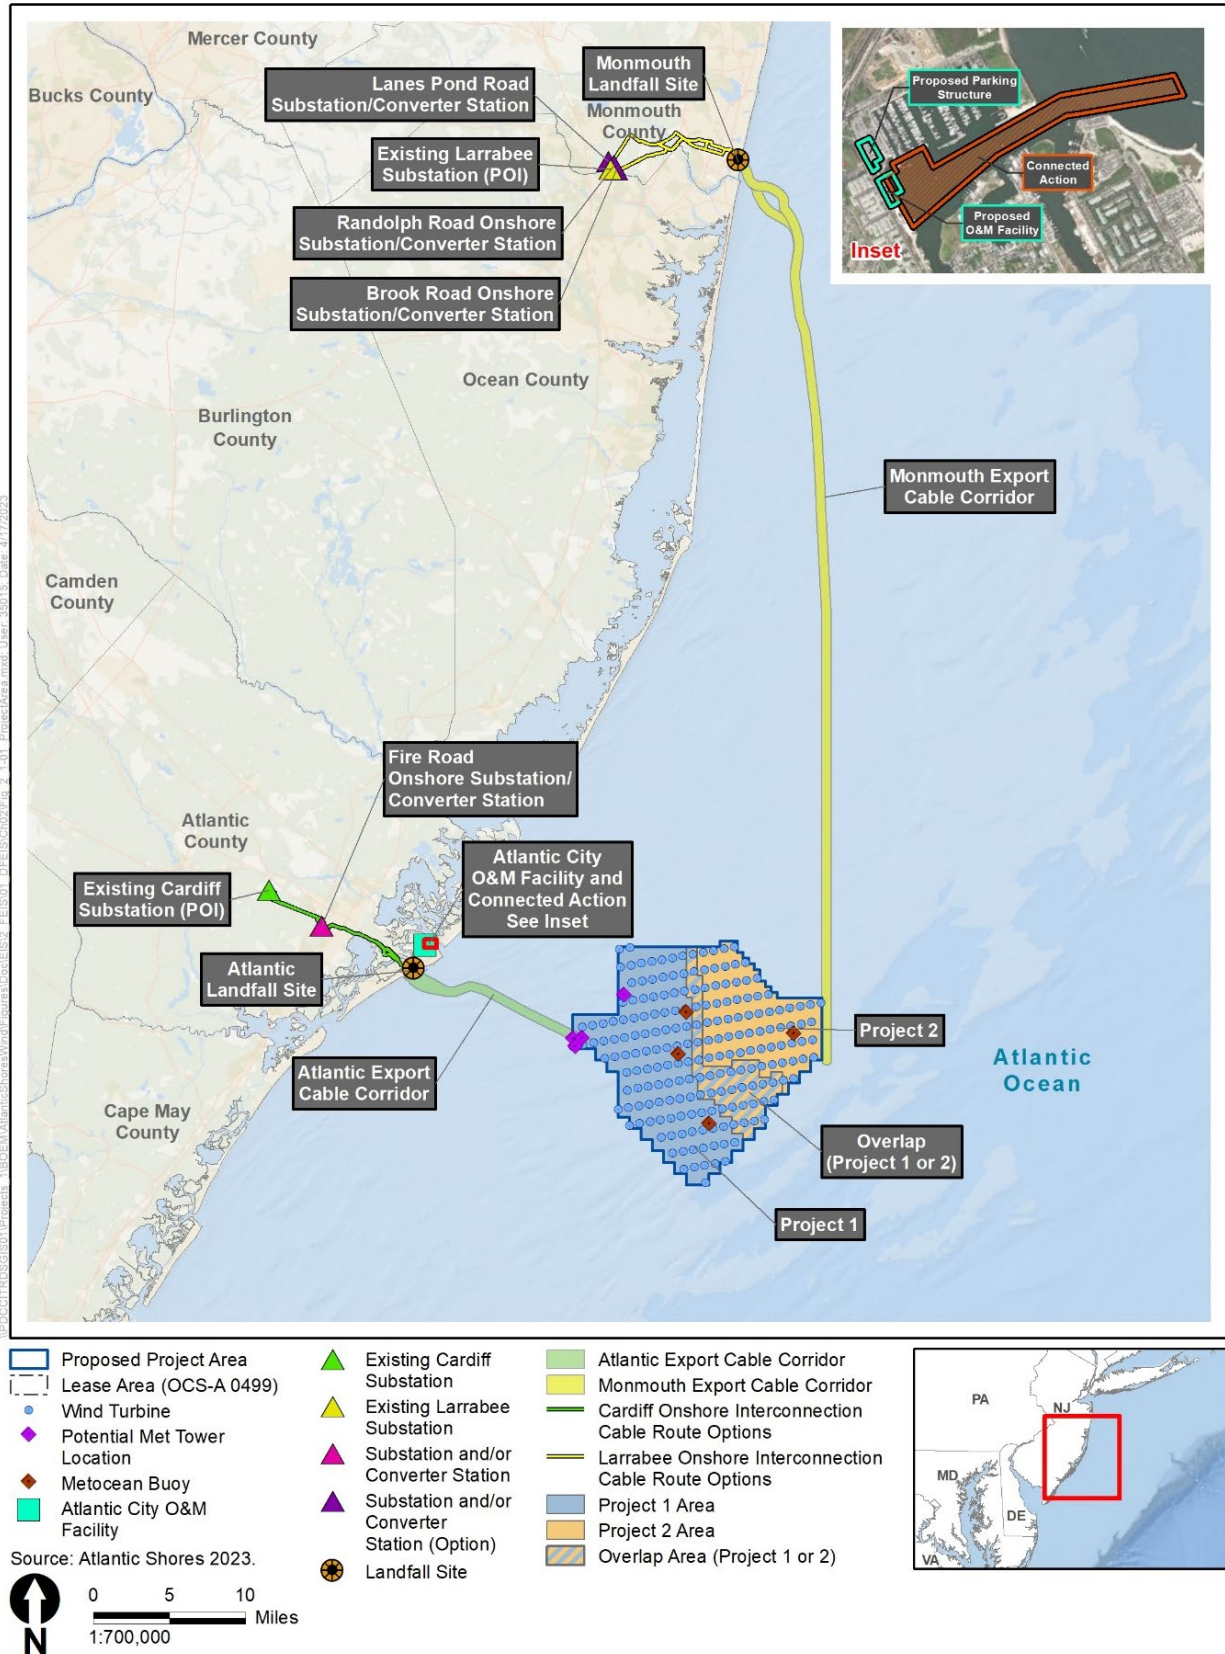 Mercer County
Bucks County
Lanes Pond Road
Substation/Converter Station
Monmouth
Landfall Site
Monmouth
County
Existing Larrabee
Substation (POI)
Randolph Road Onshore
Substation/Converter Station
Brook Road Onshore
Substation/Converter Station
Proposed Parking
Structure
Connected
Action
Proposed
O&M Facility
Inset
Ocean County
Burlington
County
Monmouth Export
Cable Corridor
Camden
County
Fire Road
Onshore Substation/
Converter Station
Atlantic
County
Existing Cardiff
Substation (POI)
Atlantic City
O&M Facility and
Connected Action
See Inset
Atlantic
Landfall Site
Atlantic Export
Cable Corridor
Project 2
Atlantic
Ocean
Cape May
County
Overlap
(Project 1 or 2)
Project 1
Proposed Project Area
Lease Area (OCS-A 0499)
Wind Turbine
Potential Met Tower
Location
Metocean Buoy
Atlantic City O&M
Facility
Existing Cardiff
Substation
Existing Larrabee
Substation
Substation and/or
Converter Station
Substation and/or
Converter
Station (Option)
Landfall Site
Atlantic Export Cable Corridor
Monmouth Export Cable Corridor
Cardiff Onshore Interconnection
Cable Route Options
Larrabee Onshore Interconnection
Cable Route Options
Project 1 Area
Project 2 Area
Overlap Area (Project 1 or 2)
PA
NJ
MD
DE
VA
Source: Atlantic Shores 2023.
N
0 5 10
Miles
1:700,000